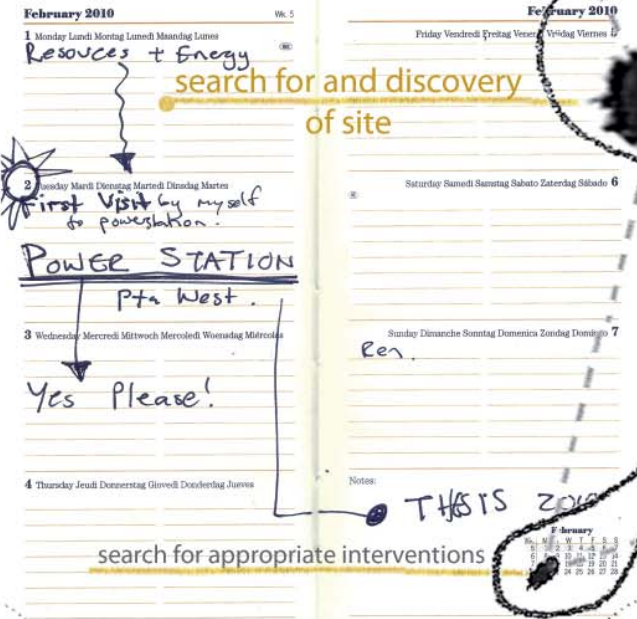 February 2010
Wk. 5
1 Monday Lundi Montag Lunedì Maandag Lunes
Resouces + Energy
2 Tuesday Mardi Dienstag Martedì Dinsdag Martes
First Visit by myself
to powerstation.
POWER STATION
Pta West.
3 Wednesday Mercredi Mittwoch Mercoledì Woensdag Miércoles
Yes Please!
4 Thursday Jeudi Donnerstag Giovedì Donderdag Jueves
February 2010
Friday Vendredi Freitag Vrijdag Viernes
search for and discovery
of site
Saturday Samedi Samstag Sabato Zaterdag Sábado 6
Sunday Dimanche Sonntag Domenica Zondag Domingo 7
Ren.
Notes:
THESIS
search for appropriate interventions